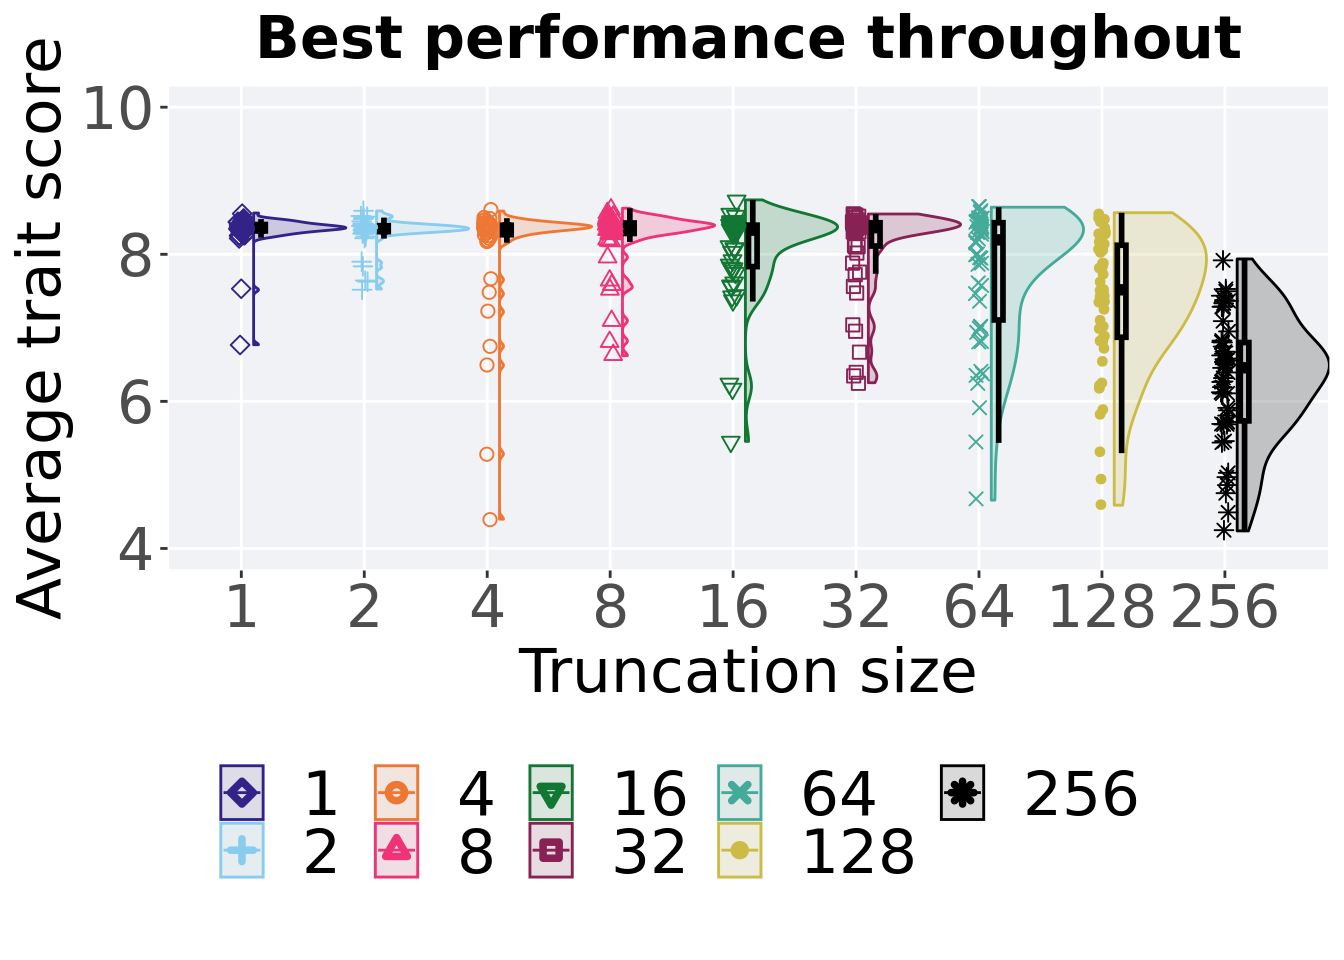 Best performance throughout
Average trait score
10
8
6
4
1 2 4 8 16 32 64 128 256
Truncation size
1 4 16 64 256
2 8 32 128